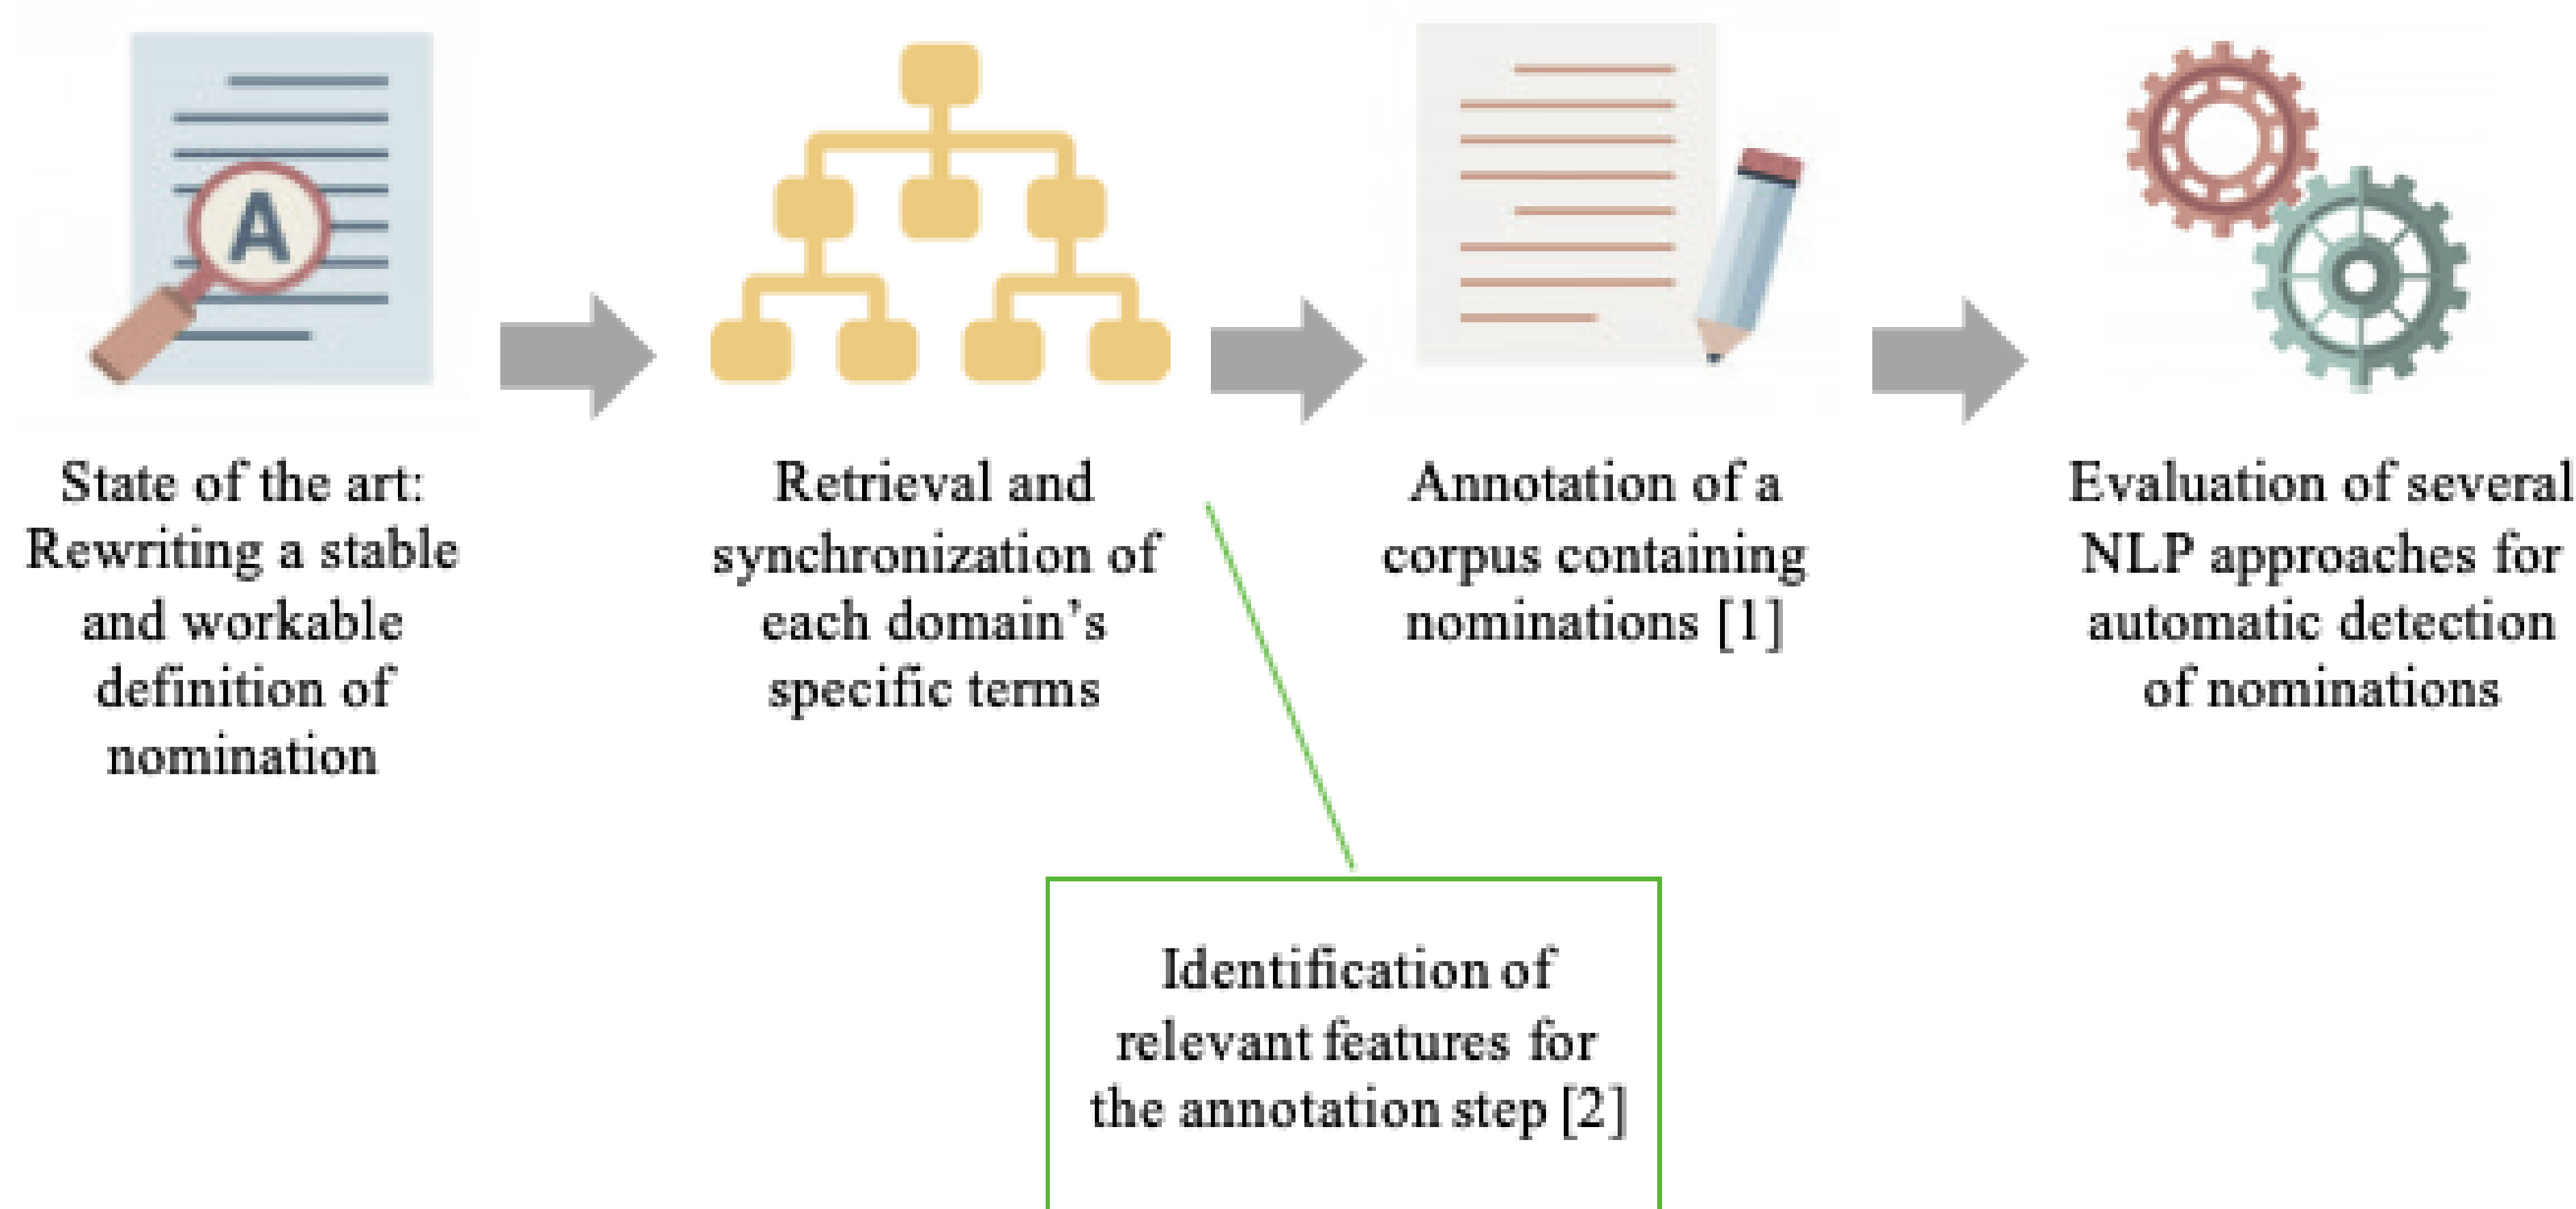 A
State of the art:
Rewriting a stable
and workable
definition of
nomination
Retrieval and
synchronization of
each domain’s
specific terms
Annotation of a
corpus containing
nominations [1]
Evaluation of several
NLP approaches for
automatic detection
of nominations
Identification of
relevant features for
the annotation step [2]